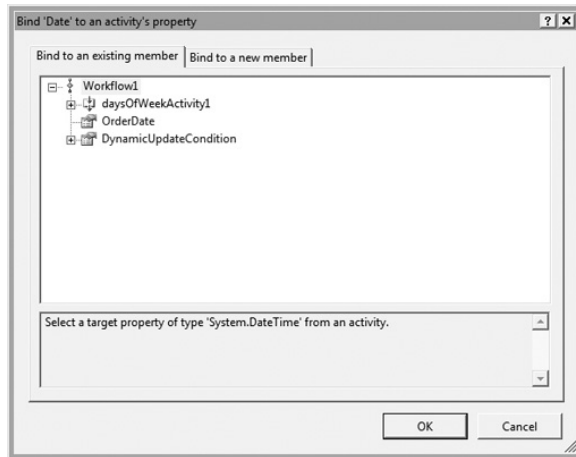 Bind 'Date' to an activity's property
Bind to an existing member
Bind to a new member
Workflow1
daysOfWeekActivity1
OrderDate
DynamicUpdateCondition
Select a target property of type 'System.DateTime' from an activity.
OK
Cancel